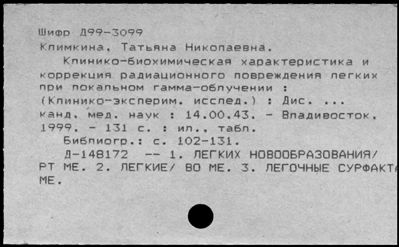 Шифр Д99-3099
Климкина, Татьяна Николаевна.
Клинико-биохимическая характеристика и
коррекция радиационного повреждения легких
при локальном гамма-облучении :
(Клинико-эксперим. исслед.) : Дис. ...
канд. мед. наук : 14.00.43. - Владивосток,
1999. - 131 с. : ил., табл.
Библиогр.: с. 102-131.
Д-148172 -- 1. ЛЕГКИХ НОВООБРАЗОВАНИЯ/
РТ МЕ. 2. ЛЕГКИЕ/ ВО МЕ. 3. ЛЕГОЧНЫЕ СУРФАКТА
МЕ.